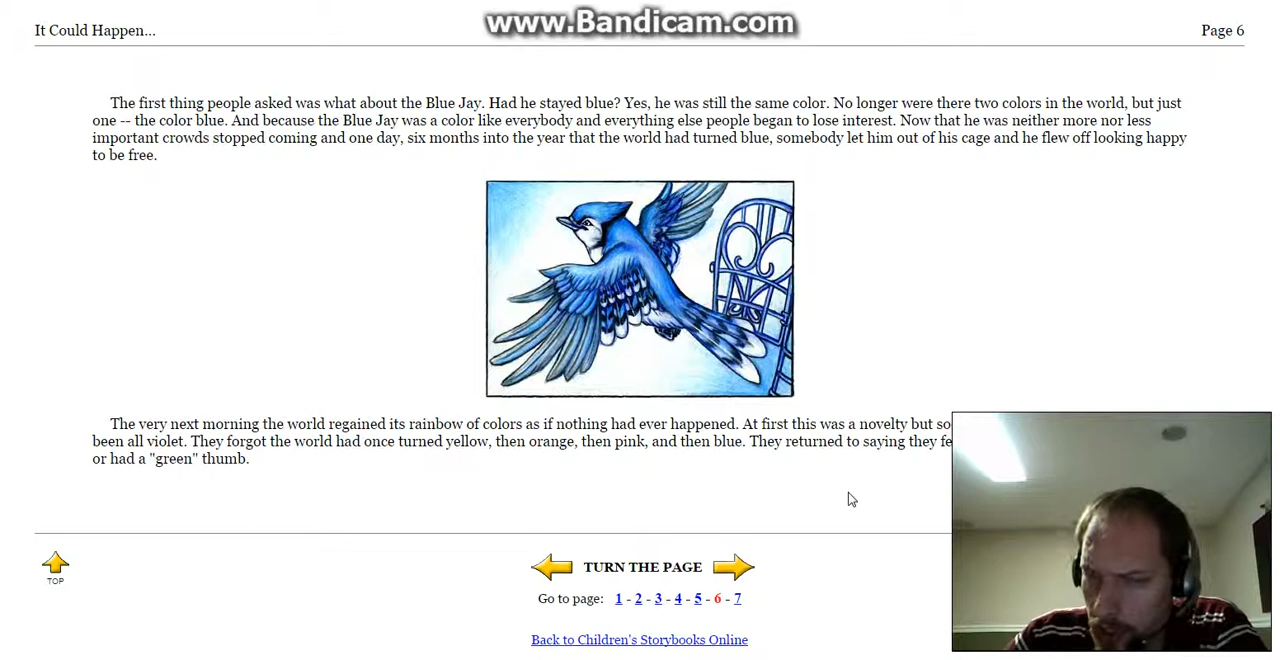 www.Bandicam.com
It Could Happen...
Page 6
The first thing people asked was what about the Blue Jay. Had he stayed blue? Yes, he was still the same color. No longer were there two colors in the world, but just
one -- the color blue. And because the Blue Jay was a color like everybody and everything else people began to lose interest. Now that he was neither more nor less
important crowds stopped coming and one day, six months into the year that the world had turned blue, somebody let him out of his cage and he flew off looking happy
to be free.
The very next morning the world regained its rainbow of colors as if nothing had ever happened. At first this was a novelty but
been all violet. They forgot the world had once turned yellow, then orange, then pink, and then blue. They returned to saying they
or had a "green" thumb.
TOP
TURN THE PAGE
Go to page: 1 - 2 - 3 - 4 - 5 - 6 - 7
Back to Children's Storybooks Online